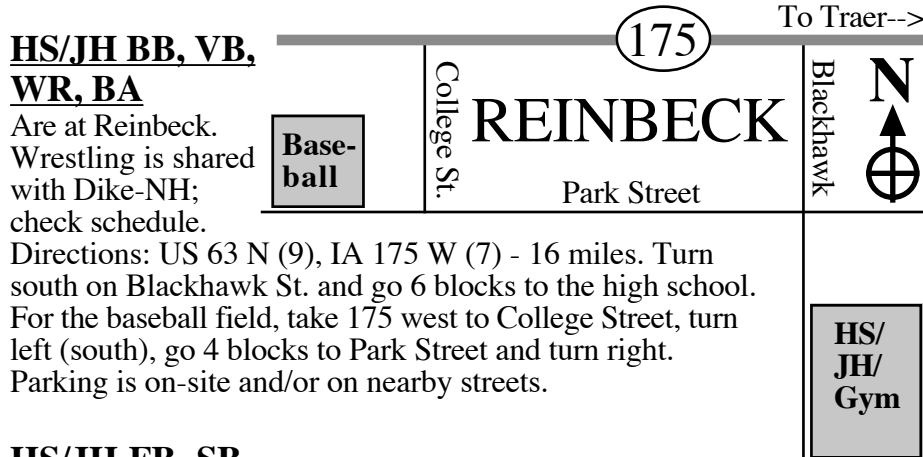 To Traer-->
175
HS/JH BB, VB,
WR, BA
Are at Reinbeck.
Wrestling is shared
with Dike-NH;
check schedule.
Base-
ball
College St.
REINBECK
Park Street
Blackhawk
N
Directions: US 63 N (9), IA 175 W (7) - 16 miles. Turn
south on Blackhawk St. and go 6 blocks to the high school.
For the baseball field, take 175 west to College Street, turn
left (south), go 4 blocks to Park Street and turn right.
Parking is on-site and/or on nearby streets.
HS/
JH/
Gym
HS/JH FB, SB